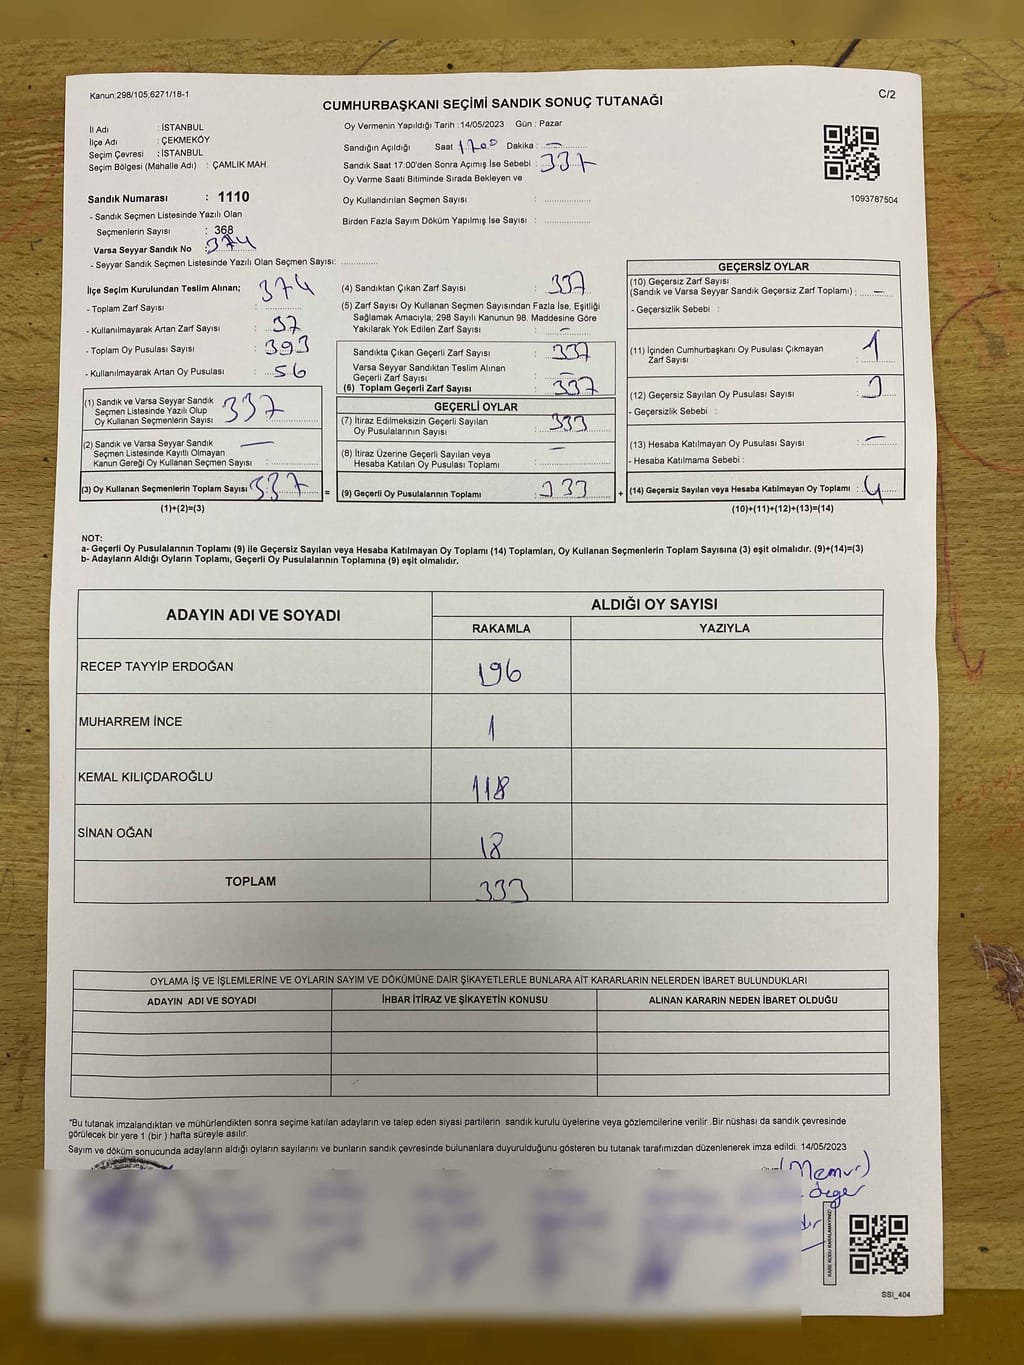 Kanun:298/105,6271/18-1
C/2
CUMHURBAŞKANI SEÇİMİ SANDIK SONUÇ TUTANAĞI
İl Adı : İSTANBUL
İlçe Adı : ÇEKMEKÖY
Seçim Çevresi : İSTANBUL
Seçim Bölgesi (Mahalle Adı) : ÇAMLIK MAH.
Sandık Numarası : 1110
- Sandık Seçmen Listesinde Yazılı Olan
Seçmenlerin Sayısı : 368
Varsa Seyyar Sandık No : 374
- Seyyar Sandık Seçmen Listesinde Yazılı Olan Seçmen Sayısı:
Oy Vermenin Yapıldığı Tarih :14/05/2023 Gün : Pazar
Sandığın Açıldığı Saat 1700 Dakika : —
Sandık Saat 17:00'den Sonra Açımış İse Sebebi : 337
Oy Verme Saati Bitiminde Sırada Bekleyen ve
Oy Kullandırılan Seçmen Sayısı :
Birden Fazla Sayım Döküm Yapılmış İse Sayısı :
1093787504
İlçe Seçim Kurulundan Teslim Alınan; 374
- Toplam Zarf Sayısı :
- Kullanılmayarak Artan Zarf Sayısı : 37
- Toplam Oy Pusulası Sayısı : 393
- Kullanılmayarak Artan Oy Pusulası : 56
(1) Sandık ve Varsa Seyyar Sandık
Seçmen Listesinde Yazılı Olup
Oy Kullanan Seçmenlerin Sayısı : 337
(2) Sandık ve Varsa Seyyar Sandık —
Seçmen Listesinde Kayıtlı Olmayan
Kanun Gereği Oy Kullanan Seçmen Sayısı :
(3) Oy Kullanan Seçmenlerin Toplam Sayısı : 337 =
(1)+(2)=(3)
(4) Sandıktan Çıkan Zarf Sayısı : 337
(5) Zarf Sayısı Oy Kullanan Seçmen Sayısından Fazla İse, Eşitliği
Sağlamak Amacıyla; 298 Sayılı Kanunun 98. Maddesine Göre
Yakılarak Yok Edilen Zarf Sayısı : —
Sandıkta Çıkan Geçerli Zarf Sayısı : 337
Varsa Seyyar Sandıktan Teslim Alınan
Geçerli Zarf Sayısı : —
(6) Toplam Geçerli Zarf Sayısı : 337
GEÇERLİ OYLAR
(7) İtiraz Edilmeksizin Geçerli Sayılan
Oy Pusulalarının Sayısı : 333
(8) İtiraz Üzerine Geçerli Sayılan veya
Hesaba Katılan Oy Pusulası Toplamı : —
(9) Geçerli Oy Pusulalarının Toplamı : 333 +
GEÇERSİZ OYLAR
(10) Geçersiz Zarf Sayısı
(Sandık ve Varsa Seyyar Sandık Geçersiz Zarf Toplamı) : —
- Geçersizlik Sebebi :
(11) İçinden Cumhurbaşkanı Oy Pusulası Çıkmayan
Zarf Sayısı : 1
(12) Geçersiz Sayılan Oy Pusulası Sayısı : 3
- Geçersizlik Sebebi :
(13) Hesaba Katılmayan Oy Pusulası Sayısı : —
- Hesaba Katılmama Sebebi :
(14) Geçersiz Sayılan veya Hesaba Katılmayan Oy Toplamı : 4
(10)+(11)+(12)+(13)=(14)
NOT:
a- Geçerli Oy Pusulalarının Toplamı (9) ile Geçersiz Sayılan veya Hesaba Katılmayan Oy Toplamı (14) Toplamları, Oy Kullanan Seçmenlerin Toplam Sayısına (3) eşit olmalıdır. (9)+(14)=(3)
b- Adayların Aldığı Oyların Toplamı, Geçerli Oy Pusulalarının Toplamına (9) eşit olmalıdır.
ADAYIN ADI VE SOYADI
ALDIĞI OY SAYISI
RAKAMLA YAZIYLA
RECEP TAYYİP ERDOĞAN 196
MUHARREM İNCE 1
KEMAL KILIÇDAROĞLU 118
SİNAN OĞAN 18
TOPLAM 333
OYLAMA İŞ VE İŞLEMLERİNE VE OYLARIN SAYIM VE DÖKÜMÜNE DAİR ŞİKAYETLERLE BUNLARA AİT KARARLARIN NELERDEN İBARET BULUNDUKLARI
ADAYIN ADI VE SOYADI İHBAR İTİRAZ VE ŞİKAYETİN KONUSU ALINAN KARARIN NEDEN İBARET OLDUĞU
*Bu tutanak imzalandıktan ve mühürlendikten sonra seçime katılan adayların ve talep eden siyasi partilerin sandık kurulu üyelerine veya gözlemcilerine verilir .Bir nüshası da sandık çevresinde
görülecek bir yere 1 (bir ) hafta süreyle asılır.
Sayım ve döküm sonucunda adayların aldığı oyların sayılarını ve bunların sandık çevresinde bulunanlara duyurulduğunu gösteren bu tutanak tarafımızdan düzenlenerek imza edildi. 14/05/2023
(Memur)
KARE KODU KARALAMAYINIZ!
SSI_404